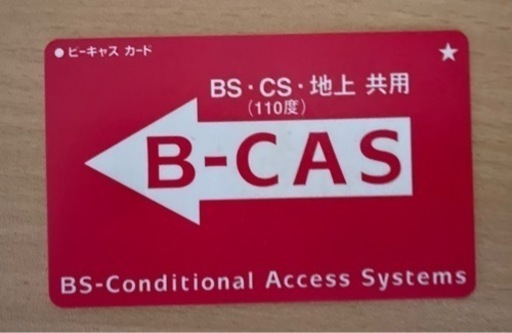 ●ビーキャス カード ★
BS・CS・地上 共用
(110度)
B-CAS
BS-Conditional Access Systems